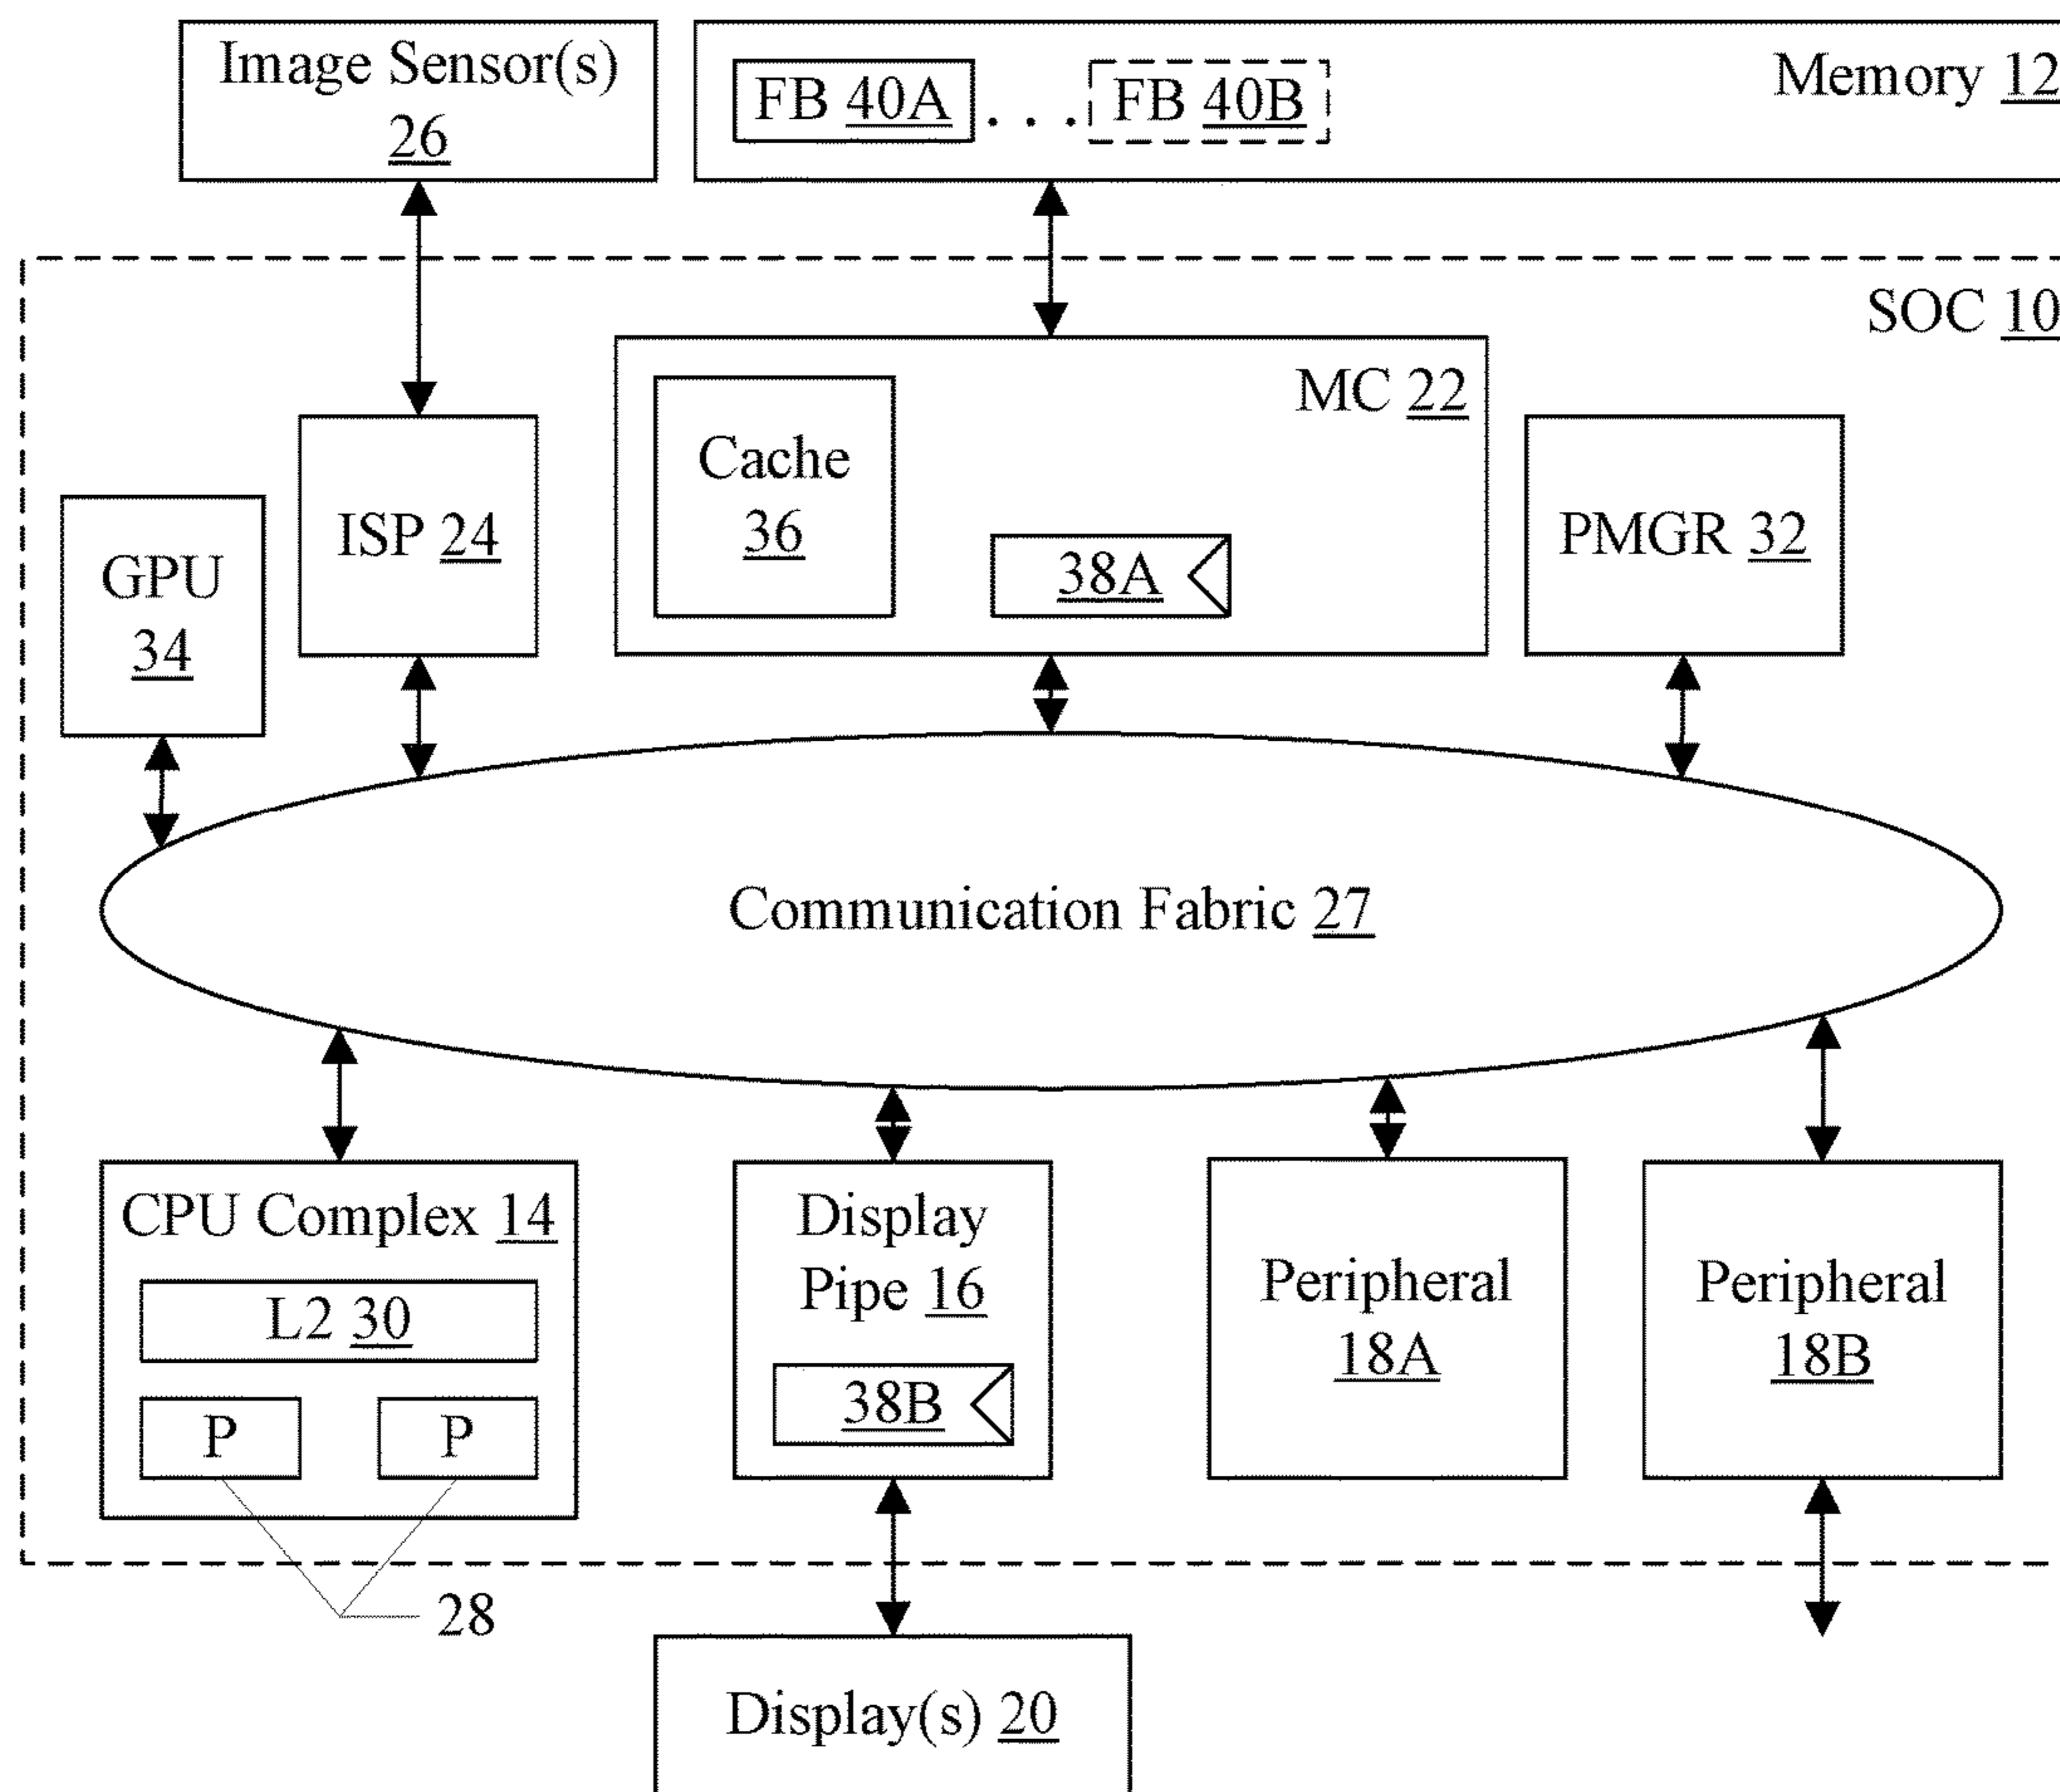 Image Sensor(s)
26
FB 40A . . . FB 40B
Memory 12
SOC 10
MC 22
Cache
36
38A
ISP 24
PMGR 32
GPU
34
Communication Fabric 27
CPU Complex 14
L2 30
P P
28
Display
Pipe 16
38B
Peripheral
18A
Peripheral
18B
Display(s) 20